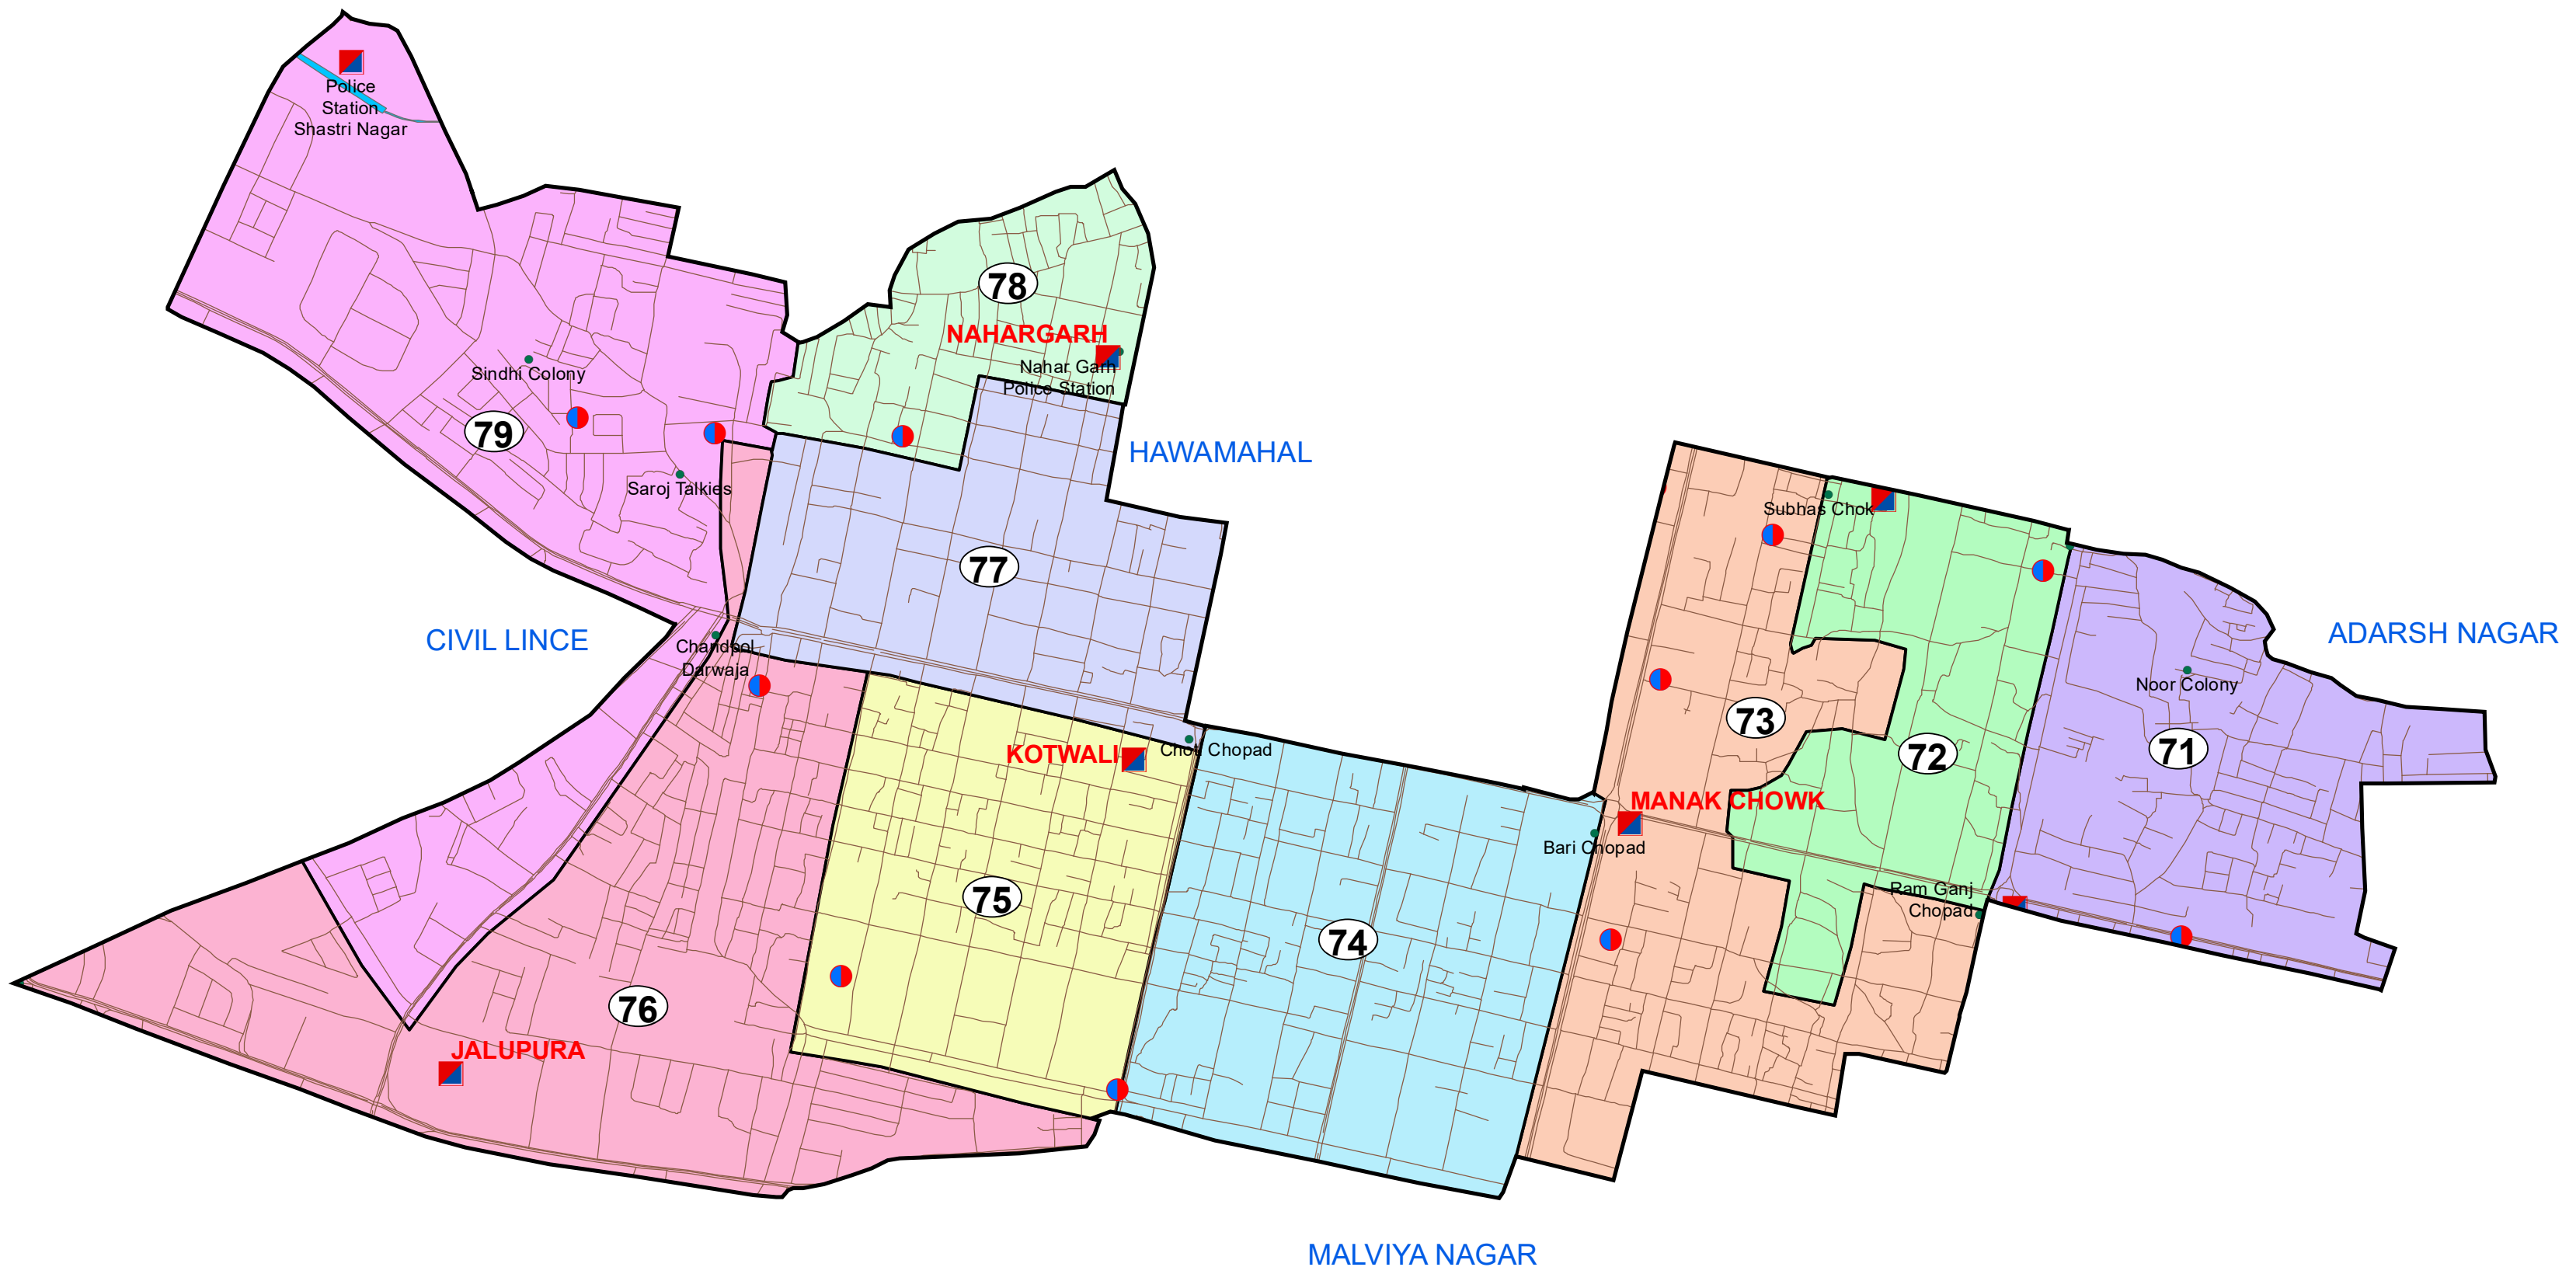 Police
Station
Shastri Nagar
78
NAHARGARH
Nahar Garh
Police Station
Sindhi Colony
79
HAWAMAHAL
Saroj Talkies
Subhas Chok
77
CIVIL LINCE
ADARSH NAGAR
Chandpol
Darwaja
Noor Colony
73
KOTWALI
Choti Chopad
72
71
MANAK CHOWK
Bari Chopad
75
Ram Ganj
Chopad
74
76
JALUPURA
MALVIYA NAGAR